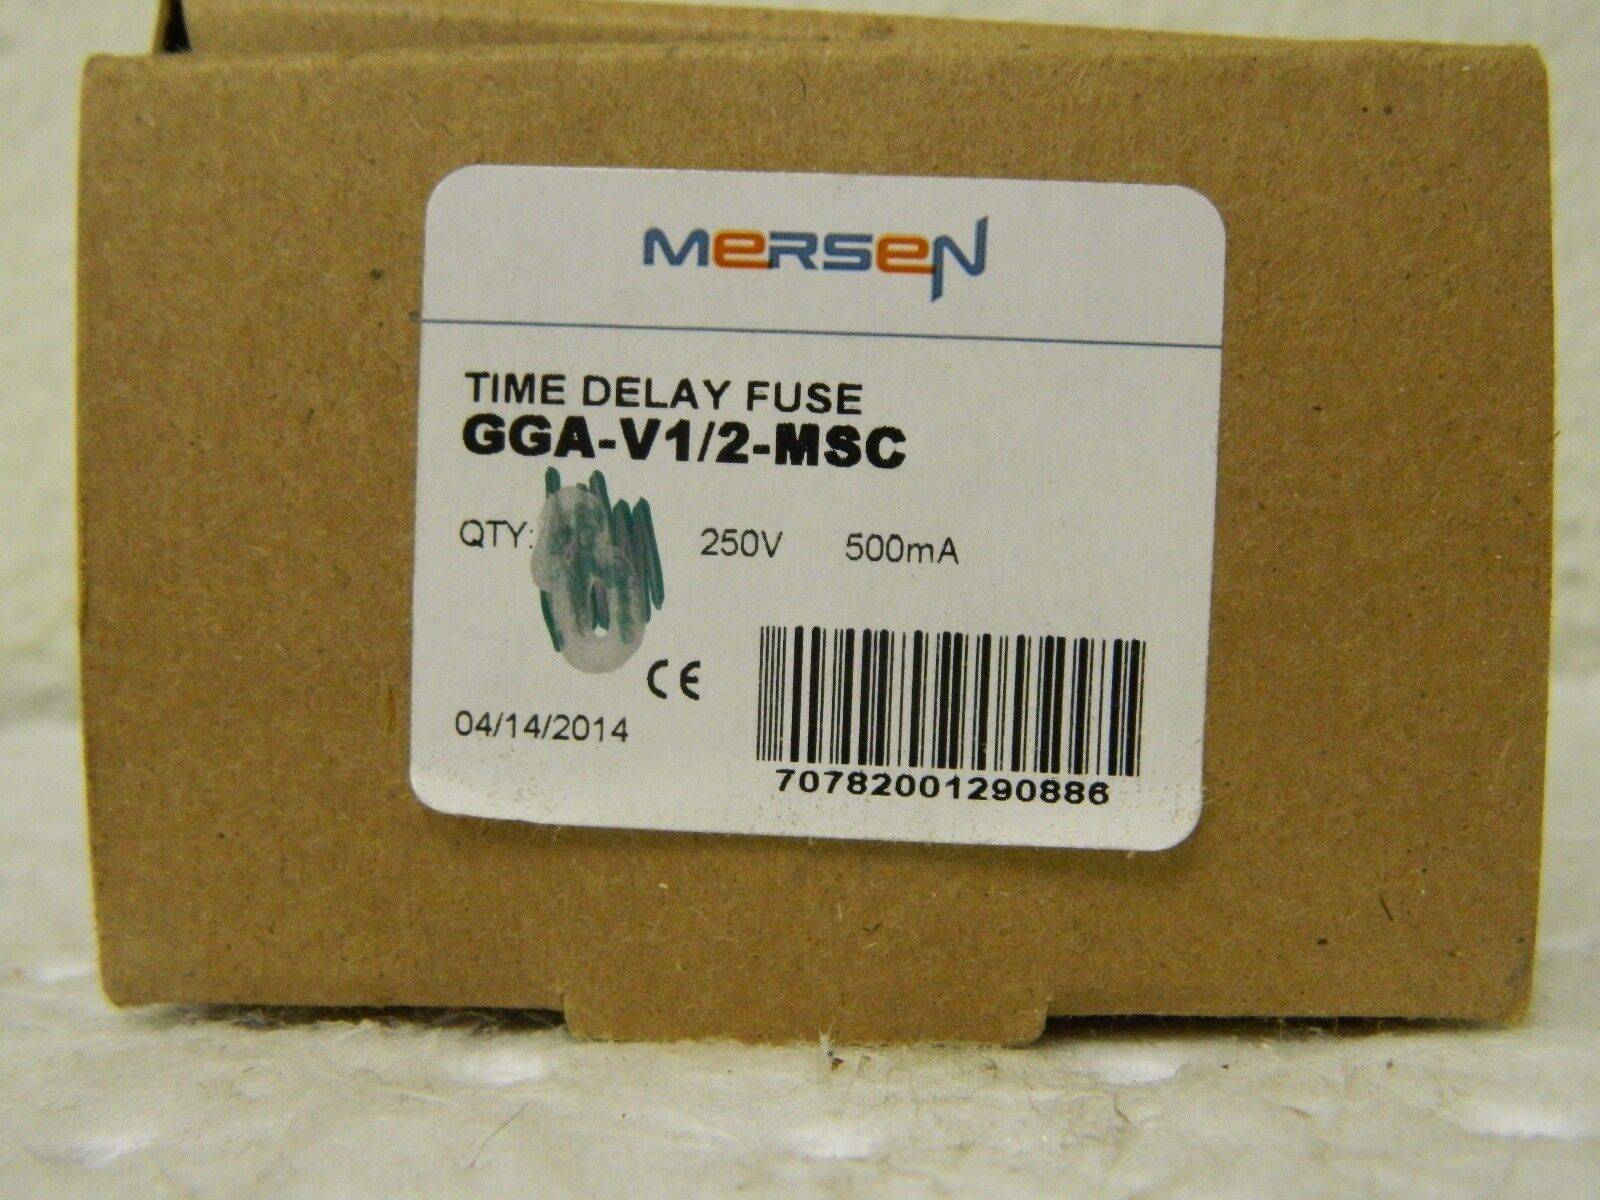 MERSEN
TIME DELAY FUSE
GGA-V1/2-MSC
QTY: 250V 500mA
CE
04/14/2014
70782001290886